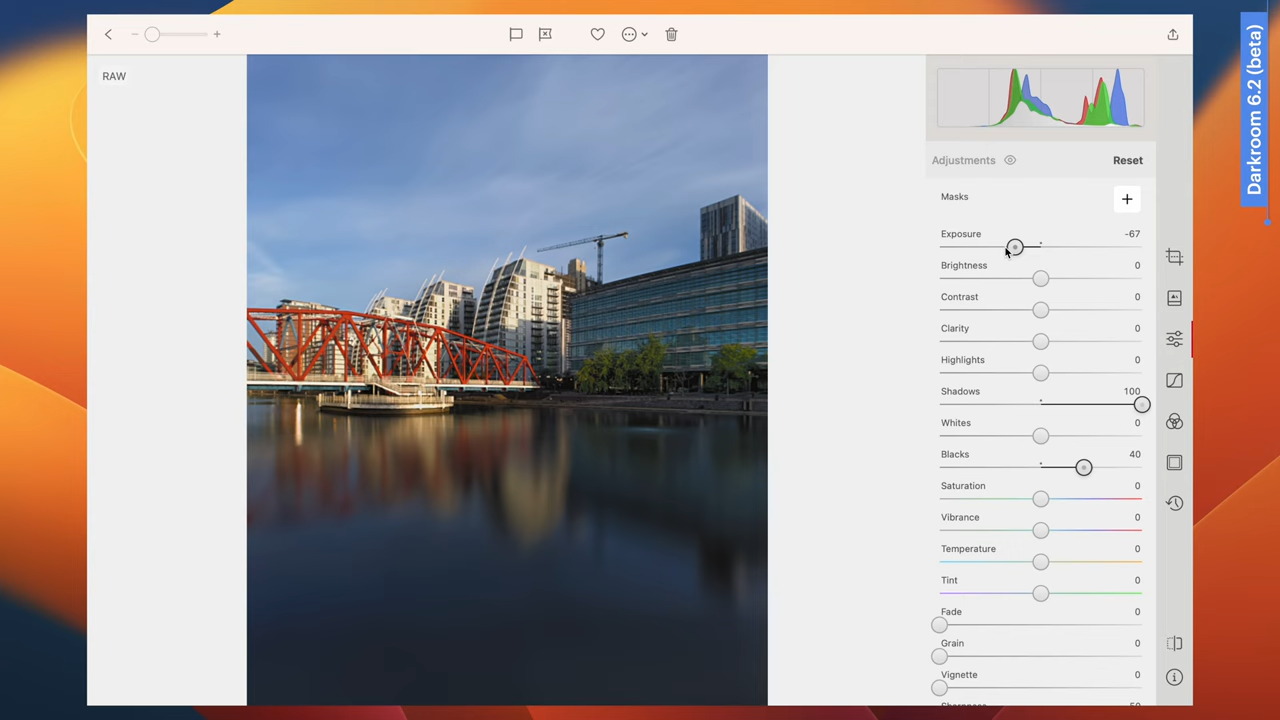 RAW
Adjustments
Reset
Masks
+
Exposure -67
Brightness 0
Contrast 0
Clarity 0
Highlights 0
Shadows 100
Whites 0
Blacks 40
Saturation 0
Vibrance 0
Temperature 0
Tint 0
Fade 0
Grain 0
Vignette 0
Sharpness 50
Darkroom 6.2 (beta)